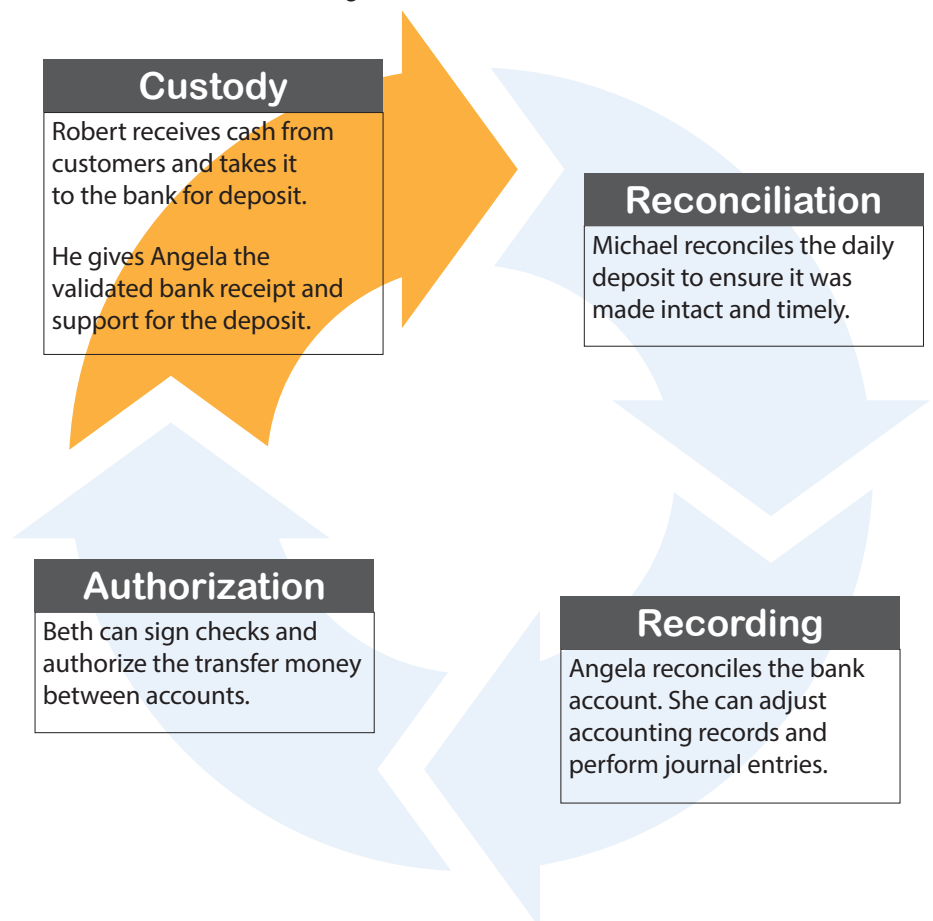 Custody
Robert receives cash from
customers and takes it
to the bank for deposit.
He gives Angela the
validated bank receipt and
support for the deposit.
Reconciliation
Michael reconciles the daily
deposit to ensure it was
made intact and timely.
Recording
Angela reconciles the bank
account. She can adjust
accounting records and
perform journal entries.
Authorization
Beth can sign checks and
authorize the transfer money
between accounts.